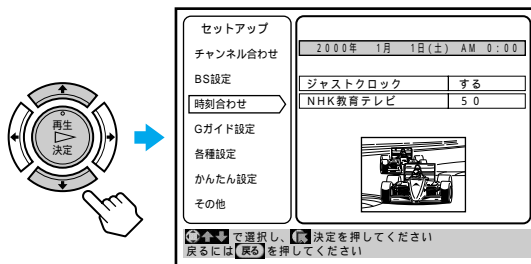 再生
決定
セットアップ
チャンネル合わせ
BS設定
時刻合わせ
Gガイド設定
各種設定
かんたん設定
その他
2000年 1月 1日(土) AM 0:00
ジャストクロック する
NHK教育テレビ 50
で選択し、 決定を押してください
戻るには 戻る を押してください